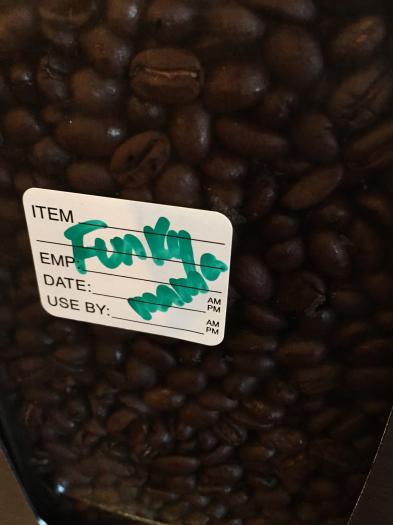 ITEM
Funky
EMP:
DATE:
AM
PM
USE BY:
AM
PM